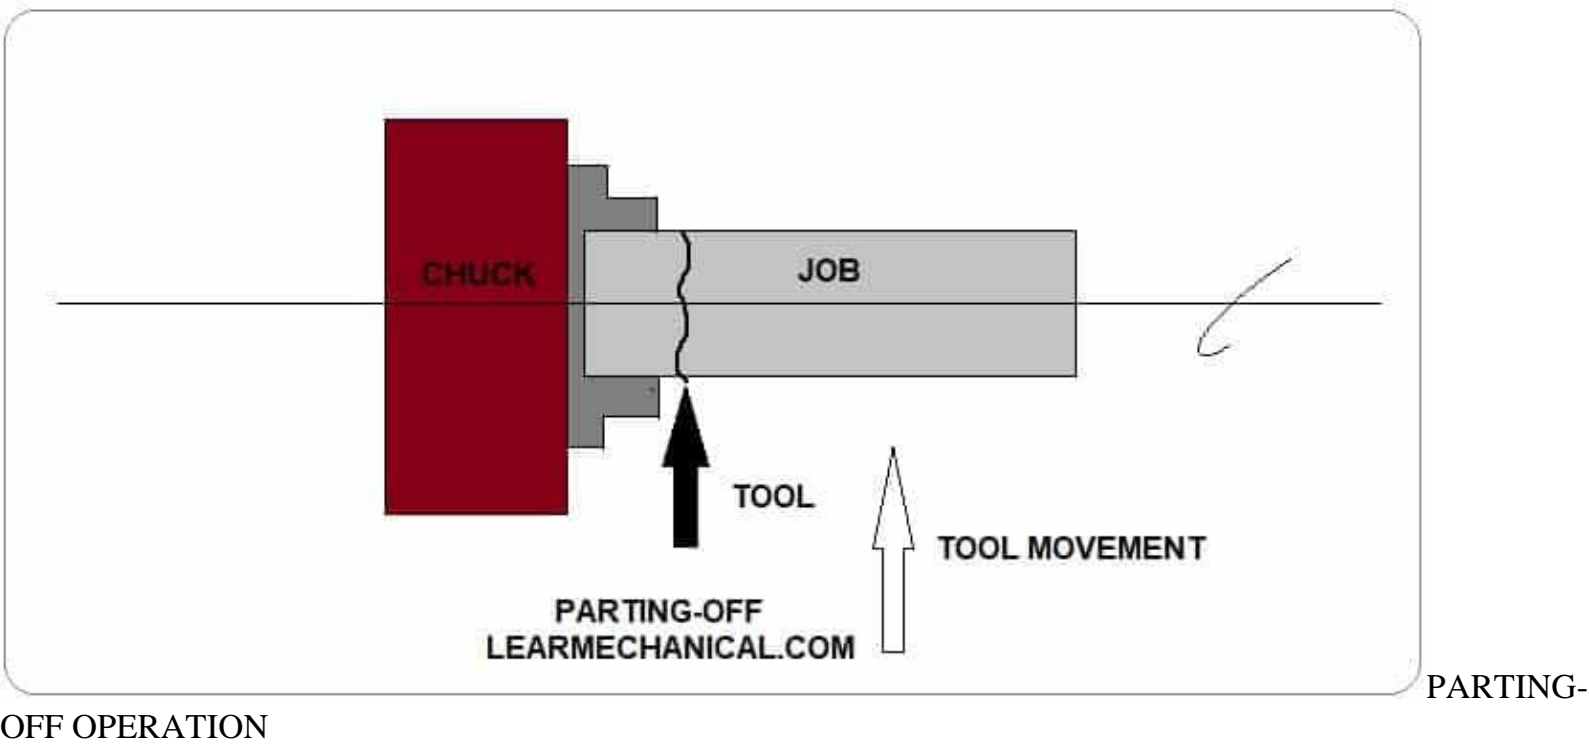 CHUCK
JOB
TOOL
TOOL MOVEMENT
PARTING-OFF
LEARMECHANICAL.COM
PARTING-
OFF OPERATION